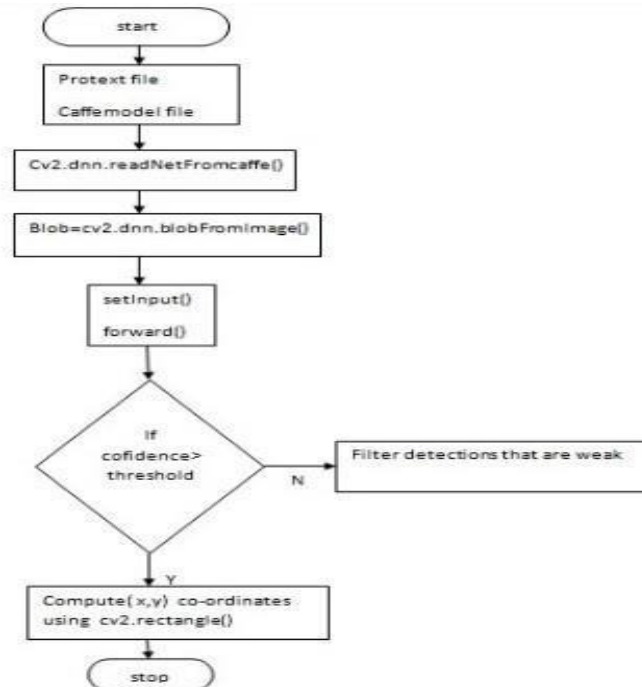 start
Protext file
Caffemodel file
Cv2.dnn.readNetFromcaffe()
Blob=cv2.dnn.blobFromImage()
setInput()
forward()
If
cofidence>
threshold
N
Filter detections that are weak
Y
Compute(x,y) co-ordinates
using cv2.rectangle()
stop